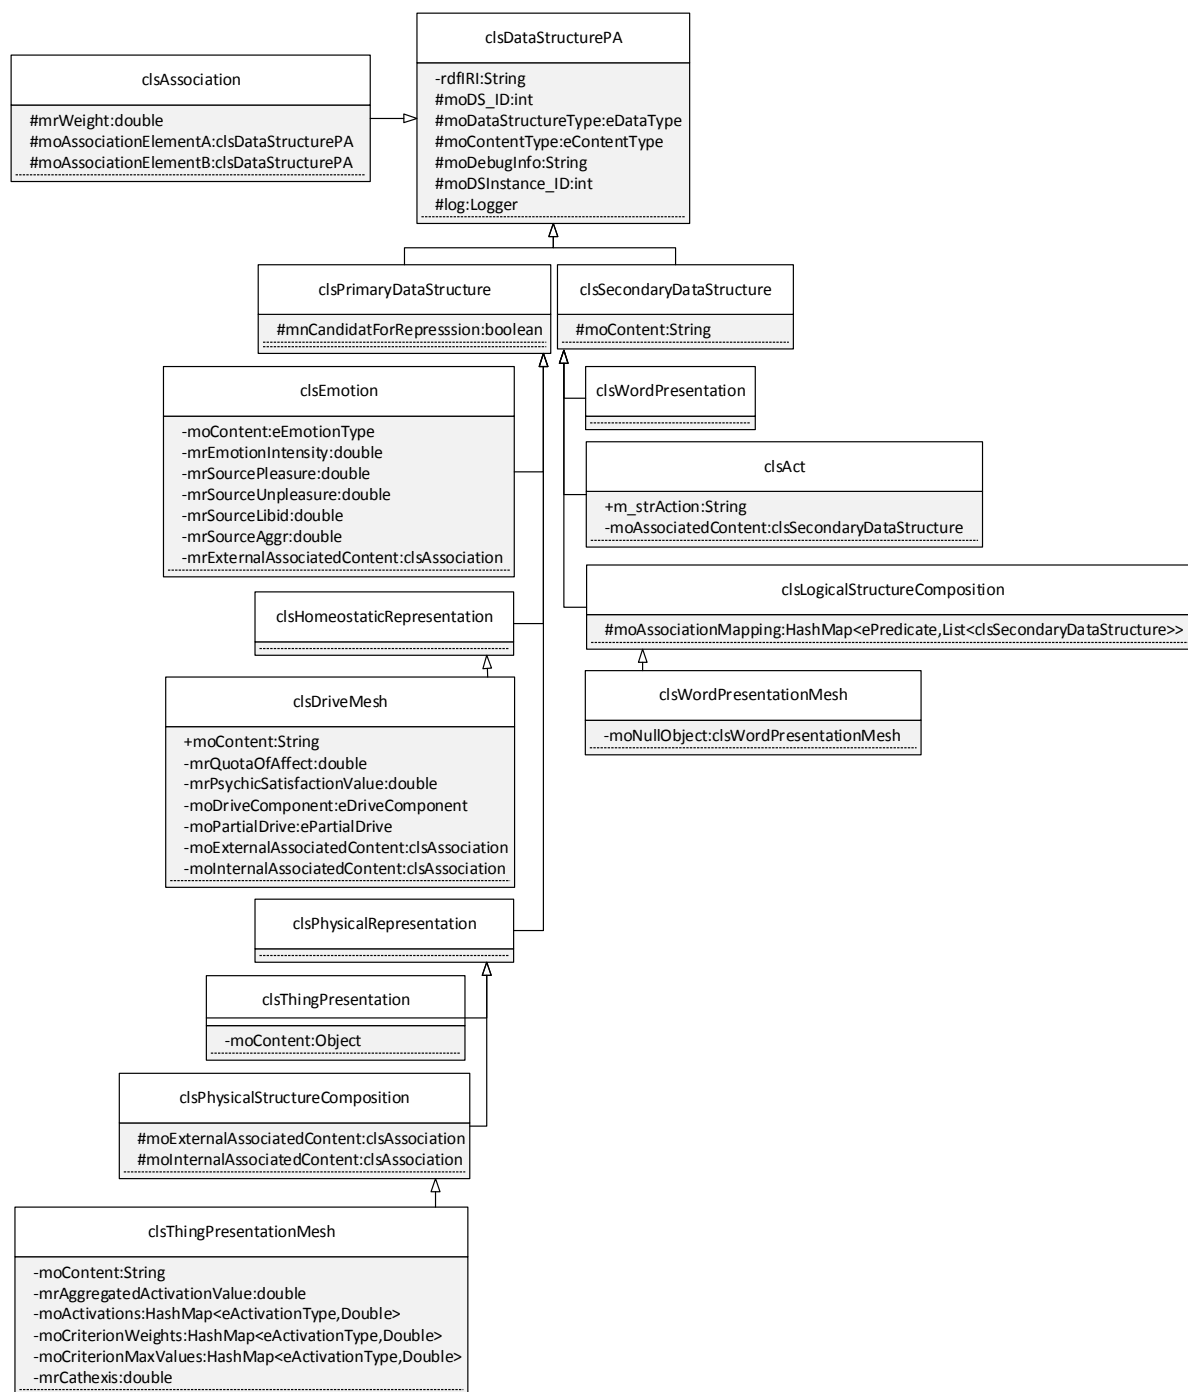 clsDataStructurePA
-rdfIRI:String
#moDS_ID:int
#moDataStructureType:eDataType
#moContentType:eContentType
#moDebugInfo:String
#moDSInstance_ID:int
#log:Logger
clsAssociation
#mrWeight:double
#moAssociationElementA:clsDataStructurePA
#moAssociationElementB:clsDataStructurePA
clsPrimaryDataStructure
#mnCandidatForRepresssion:boolean
clsSecondaryDataStructure
#moContent:String
clsEmotion
-moContent:eEmotionType
-mrEmotionIntensity:double
-mrSourcePleasure:double
-mrSourceUnpleasure:double
-mrSourceLibid:double
-mrSourceAggr:double
-mrExternalAssociatedContent:clsAssociation
clsWordPresentation
clsAct
+m_strAction:String
-moAssociatedContent:clsSecondaryDataStructure
clsLogicalStructureComposition
#moAssociationMapping:HashMap<ePredicate,List<clsSecondaryDataStructure>>
clsHomeostaticRepresentation
clsWordPresentationMesh
-moNullObject:clsWordPresentationMesh
clsDriveMesh
+moContent:String
-mrQuotaOfAffect:double
-mrPsychicSatisfactionValue:double
-moDriveComponent:eDriveComponent
-moPartialDrive:ePartialDrive
-moExternalAssociatedContent:clsAssociation
-moInternalAssociatedContent:clsAssociation
clsPhysicalRepresentation
clsThingPresentation
-moContent:Object
clsPhysicalStructureComposition
#moExternalAssociatedContent:clsAssociation
#moInternalAssociatedContent:clsAssociation
clsThingPresentationMesh
-moContent:String
-mrAggregatedActivationValue:double
-moActivations:HashMap<eActivationType,Double>
-moCriterionWeights:HashMap<eActivationType,Double>
-moCriterionMaxValues:HashMap<eActivationType,Double>
-mrCathexis:double